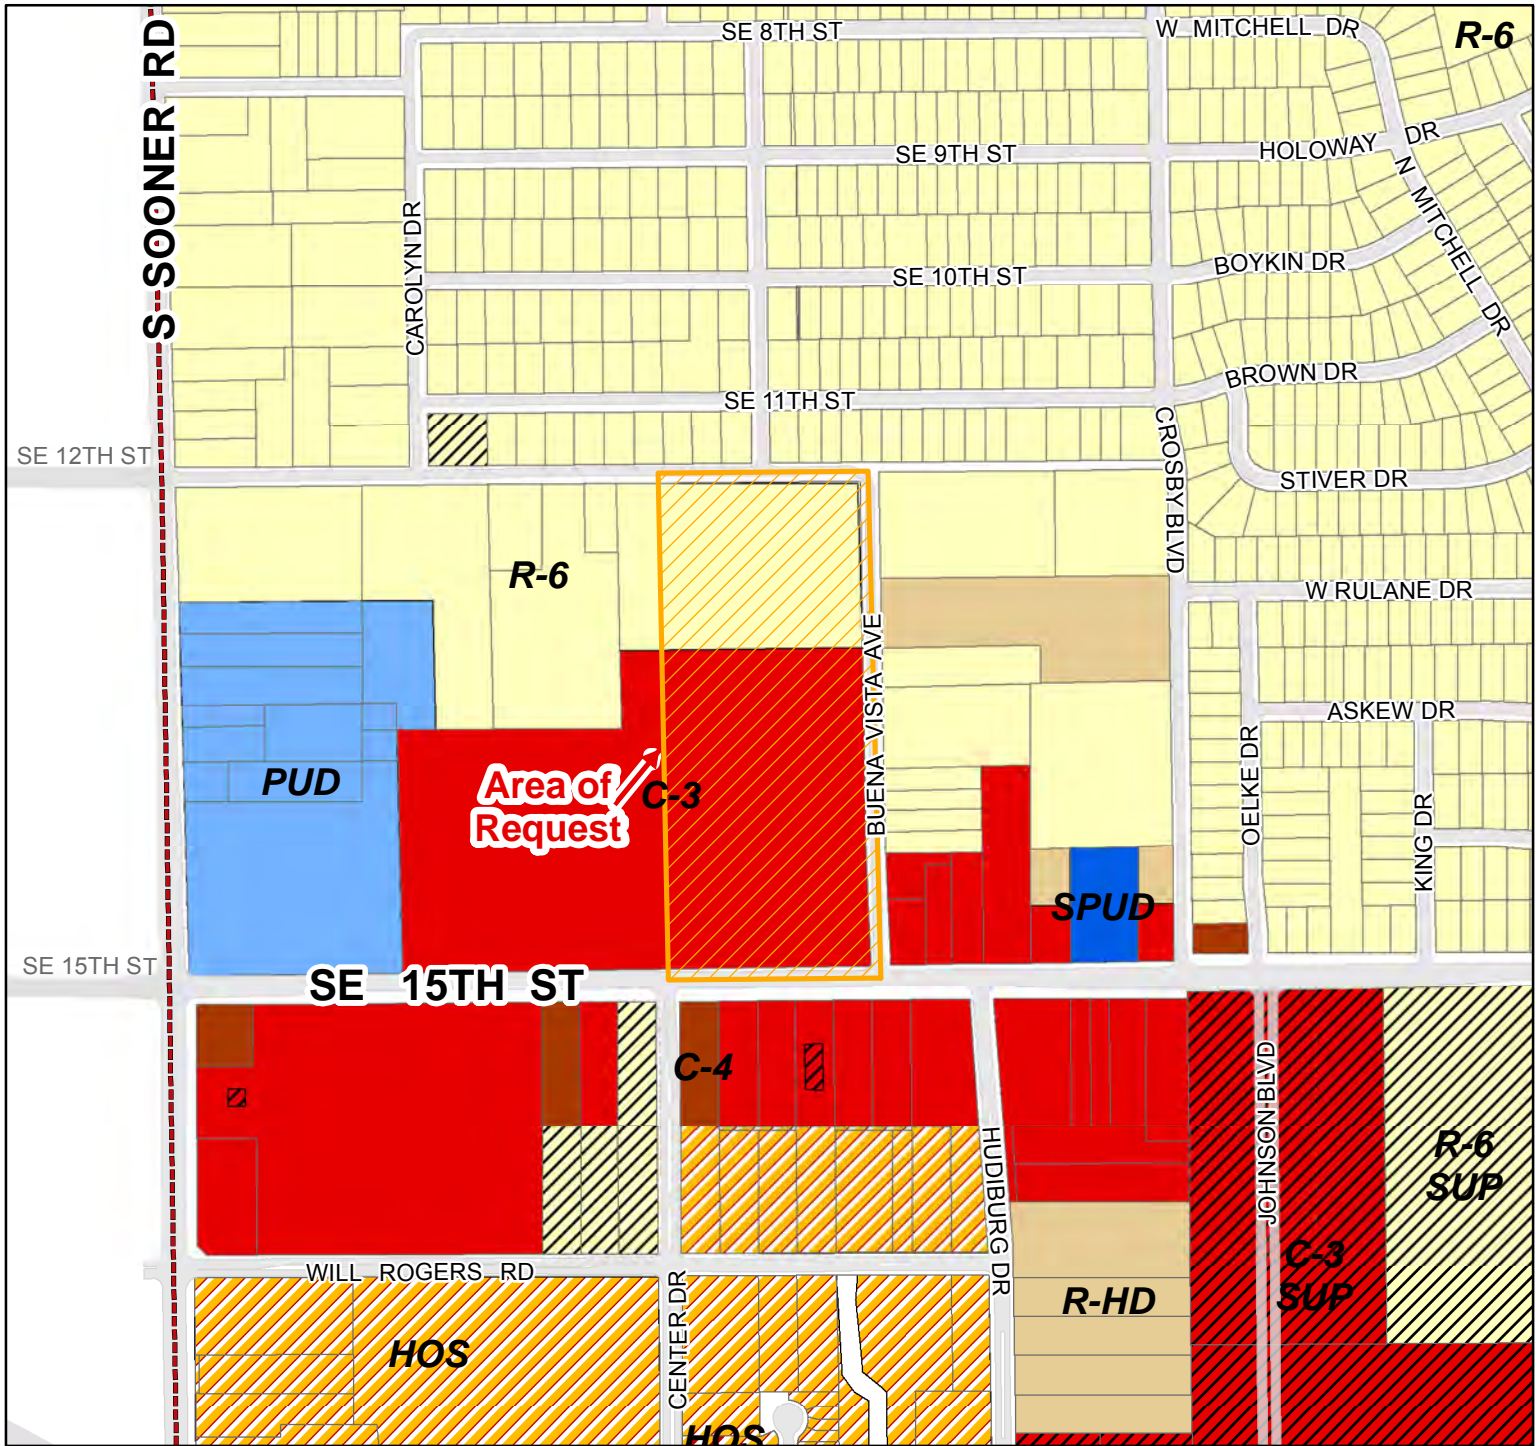 SE 8TH ST
W MITCHELL DR
R-6
S SOONER RD
SE 9TH ST
HOLOWAY DR
N MITCHELL DR
CAROLYN DR
SE 10TH ST
BOYKIN DR
BROWN DR
SE 11TH ST
CROSBY BLVD
SE 12TH ST
STIVER DR
R-6
W RULANE DR
BUENA VISTA AVE
ASKEW DR
OELKE DR
KING DR
PUD
Area of
Request
C-3
SPUD
SE 15TH ST
SE 15TH ST
C-4
JOHNSON BLVD
HUDIBURG DR
R-6
SUP
C-3
SUP
WILL ROGERS RD
CENTER DR
R-HD
HOS
HOS